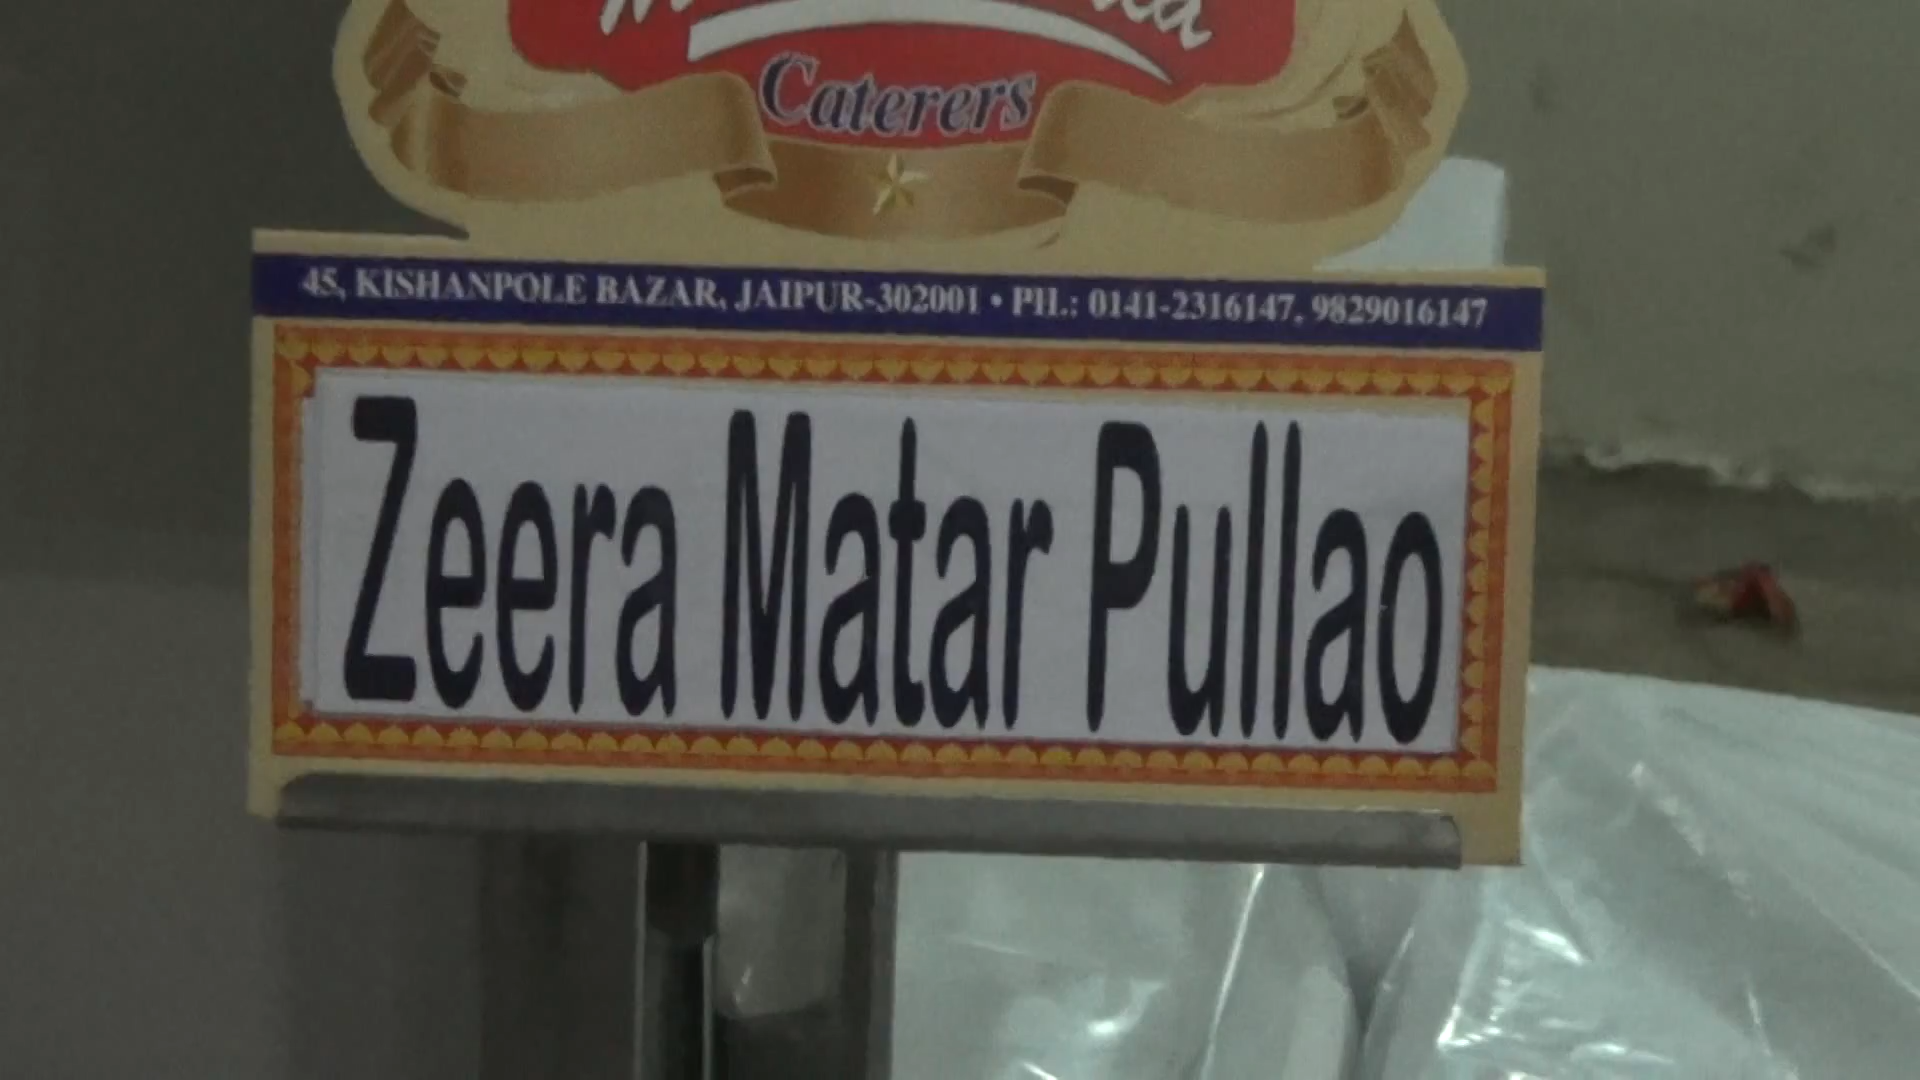 Caterers
45, KISHANPOLE BAZAR, JAIPUR-302001 • PH.: 0141-2316147, 9829016147
Zeera Matar Pullao